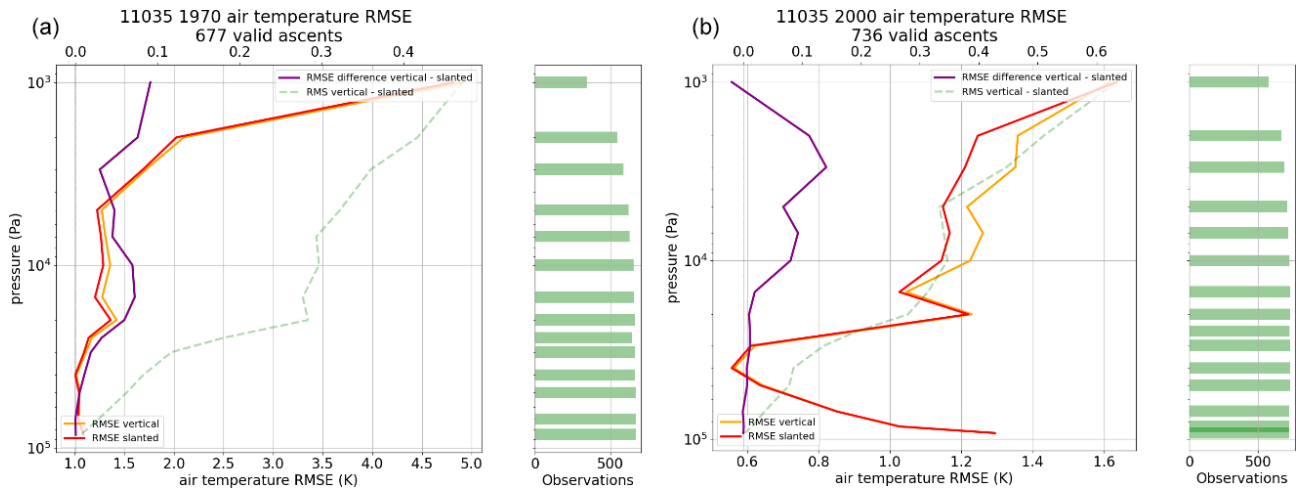 (a)
11035 1970 air temperature RMSE
677 valid ascents
0.0 0.1 0.2 0.3 0.4
RMSE difference vertical - slanted
RMS vertical - slanted
pressure (Pa)
10³
10⁴
10⁵
RMSE vertical
RMSE slanted
1.0 1.5 2.0 2.5 3.0 3.5 4.0 4.5 5.0
air temperature RMSE (K)
0 500
Observations
(b)
11035 2000 air temperature RMSE
736 valid ascents
0.0 0.1 0.2 0.3 0.4 0.5 0.6
RMSE difference vertical - slanted
RMS vertical - slanted
pressure (Pa)
10³
10⁴
10⁵
RMSE vertical
RMSE slanted
0.6 0.8 1.0 1.2 1.4 1.6
air temperature RMSE (K)
0 500
Observations